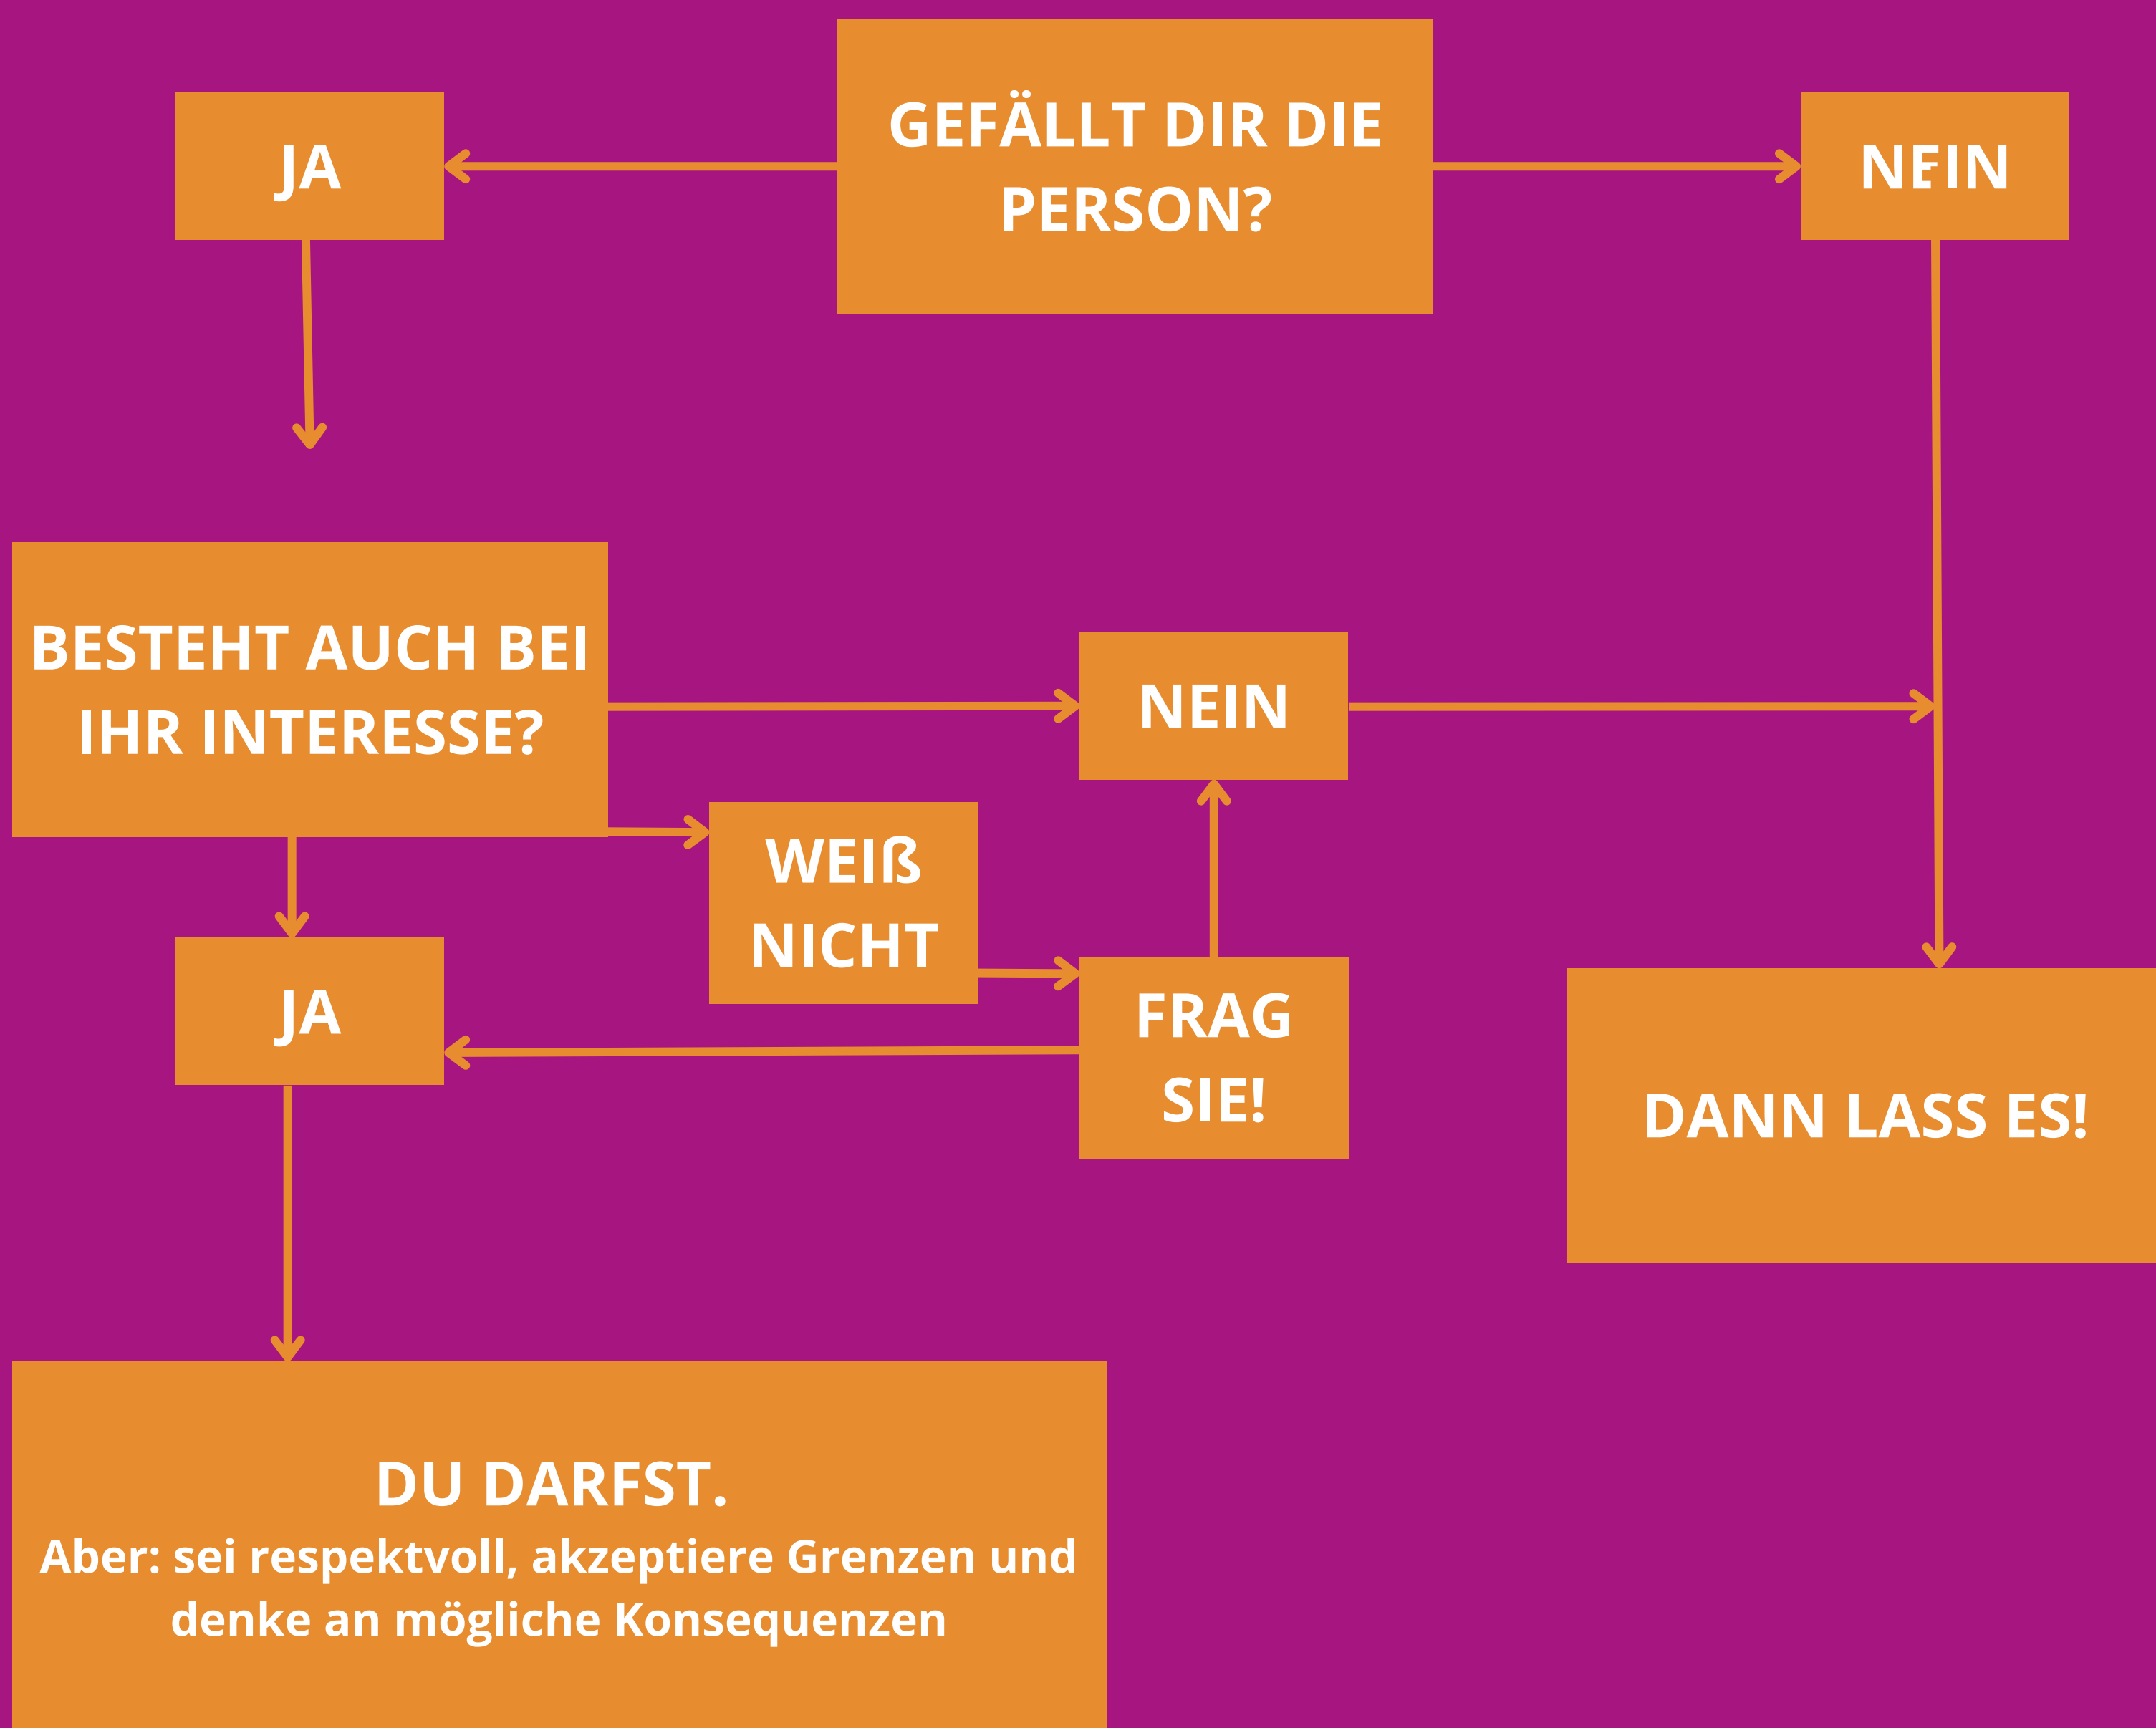 GEFÄLLT DIR DIE
PERSON?
JA
NEIN
BESTEHT AUCH BEI
IHR INTERESSE?
NEIN
WEIß
NICHT
JA
FRAG
SIE!
DANN LASS ES!
DU DARFST.
Aber: sei respektvoll, akzeptiere Grenzen und
denke an mögliche Konsequenzen